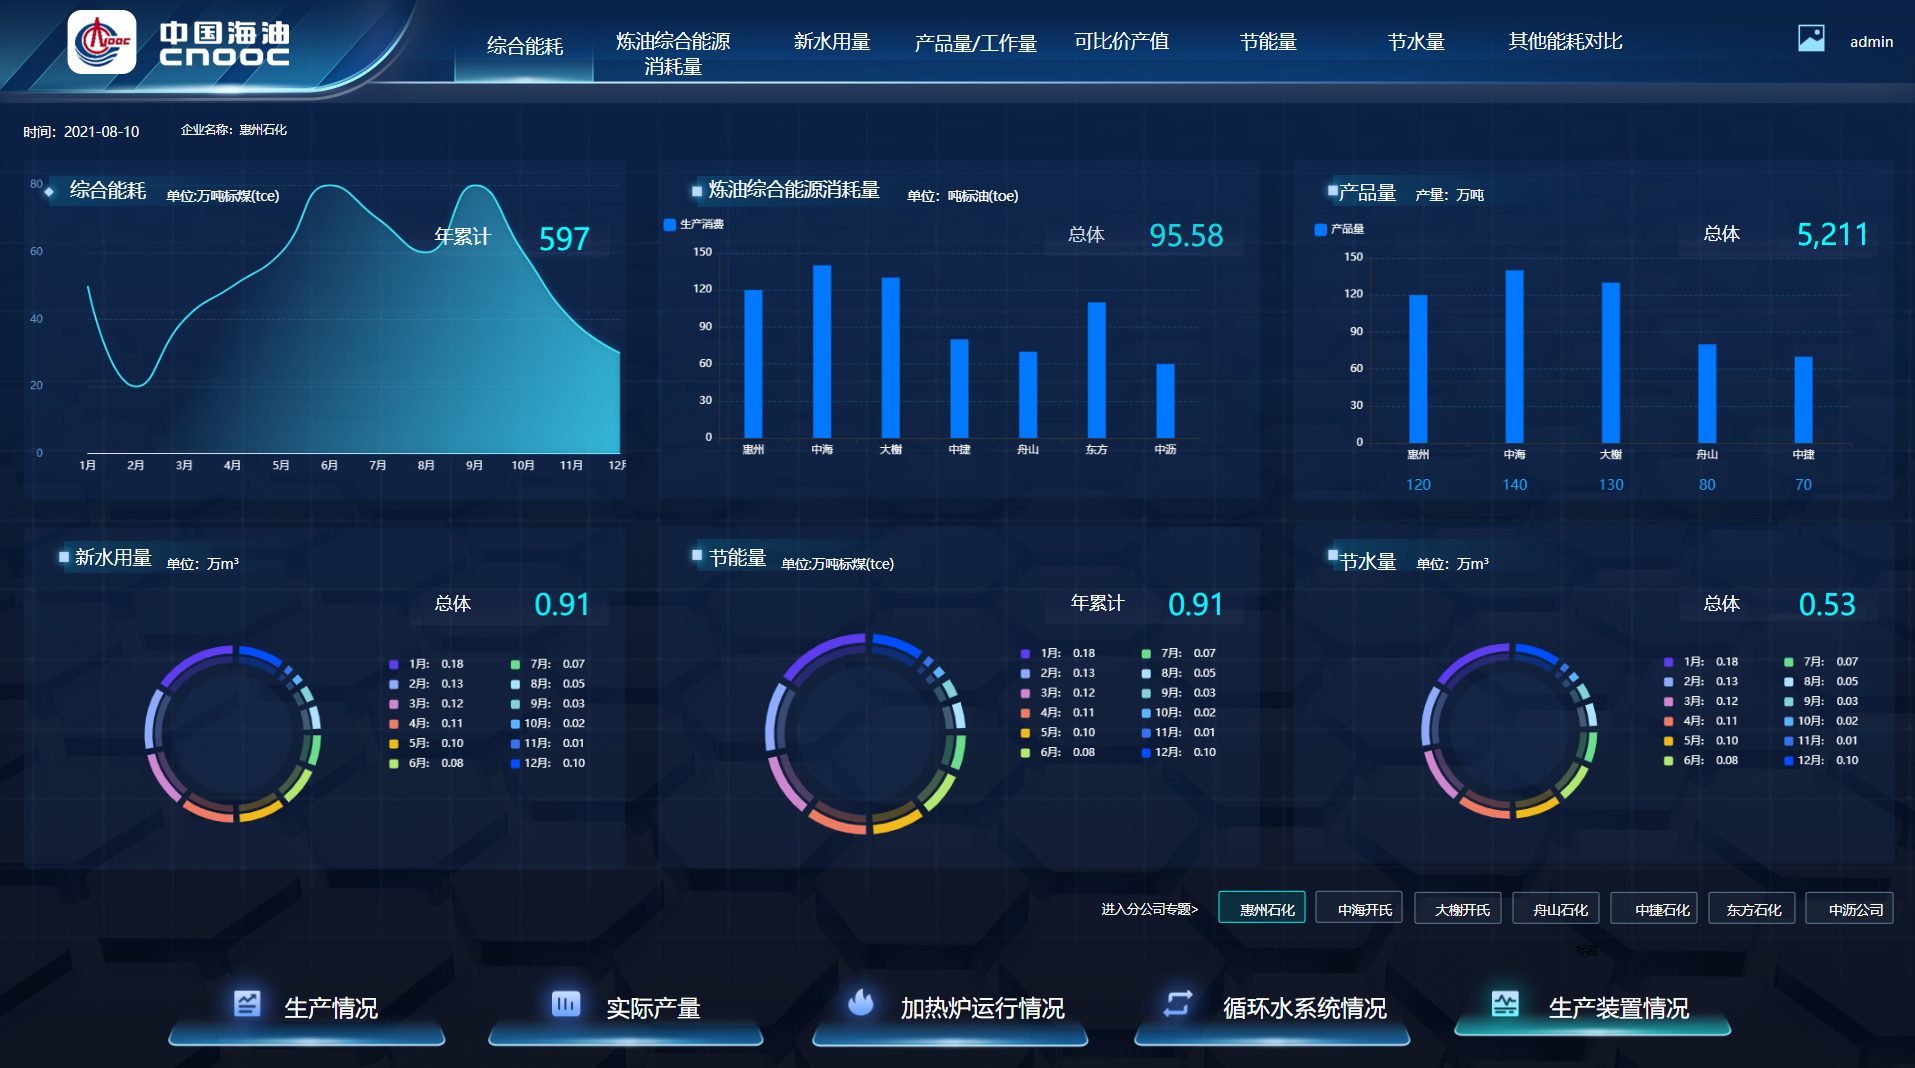 中国海油
CNOOC
综合能耗
炼油综合能源
消耗量
新水用量
产品量/工作量
可比价产值
节能量
节水量
其他能耗对比
admin
时间：2021-08-10
企业名称：惠州石化
综合能耗 单位:万吨标煤(tce)
年累计 597
80
60
40
20
0
1月 2月 3月 4月 5月 6月 7月 8月 9月 10月 11月 12月
炼油综合能源消耗量 单位：吨标油(toe)
生产消费
总体 95.58
150
120
90
60
30
0
惠州 中海 大榭 中捷 舟山 东方 中沥
产品量 产量：万吨
产品量
总体 5,211
150
120
90
60
30
0
惠州 中海 大榭 舟山 中捷
120 140 130 80 70
新水用量 单位：万m³
总体 0.91
1月: 0.18 7月: 0.07
2月: 0.13 8月: 0.05
3月: 0.12 9月: 0.03
4月: 0.11 10月: 0.02
5月: 0.10 11月: 0.01
6月: 0.08 12月: 0.10
节能量 单位:万吨标煤(tce)
年累计 0.91
1月: 0.18 7月: 0.07
2月: 0.13 8月: 0.05
3月: 0.12 9月: 0.03
4月: 0.11 10月: 0.02
5月: 0.10 11月: 0.01
6月: 0.08 12月: 0.10
节水量 单位：万m³
总体 0.53
1月: 0.18 7月: 0.07
2月: 0.13 8月: 0.05
3月: 0.12 9月: 0.03
4月: 0.11 10月: 0.02
5月: 0.10 11月: 0.01
6月: 0.08 12月: 0.10
进入分公司专题> 惠州石化 中海开氏 大榭开氏 舟山石化 中捷石化 东方石化 中沥公司
标签
生产情况
实际产量
加热炉运行情况
循环水系统情况
生产装置情况